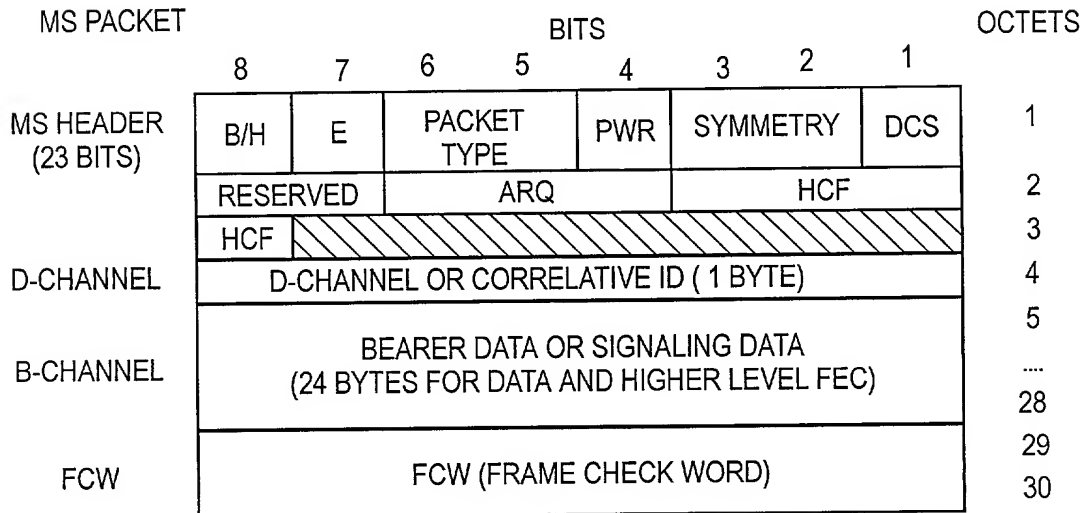 MS PACKET BITS OCTETS
8 7 6 5 4 3 2 1
MS HEADER
(23 BITS)
B/H E PACKET
TYPE PWR SYMMETRY DCS 1
RESERVED ARQ HCF 2
HCF 3
D-CHANNEL D-CHANNEL OR CORRELATIVE ID ( 1 BYTE) 4
B-CHANNEL BEARER DATA OR SIGNALING DATA
(24 BYTES FOR DATA AND HIGHER LEVEL FEC)
5
....
28
FCW FCW (FRAME CHECK WORD)
29
30